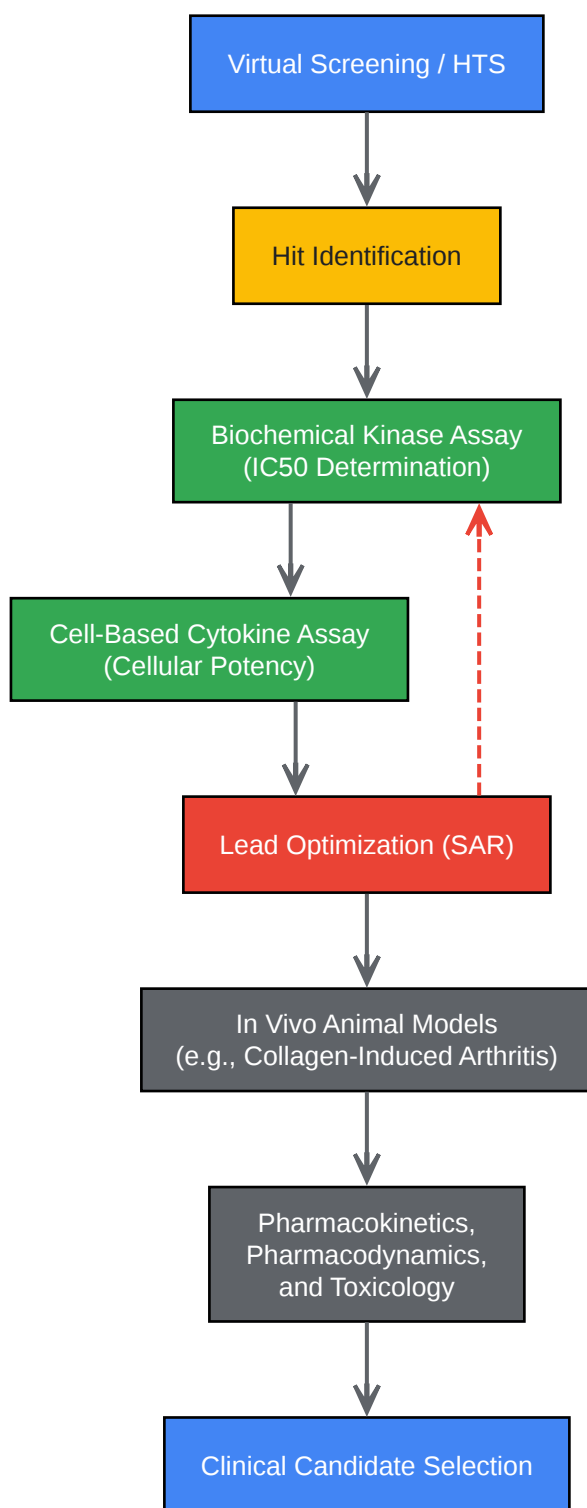 Virtual Screening / HTS
Hit Identification
Biochemical Kinase Assay
(IC50 Determination)
Cell-Based Cytokine Assay
(Cellular Potency)
Lead Optimization (SAR)
In Vivo Animal Models
(e.g., Collagen-Induced Arthritis)
Pharmacokinetics,
Pharmacodynamics,
and Toxicology
Clinical Candidate Selection